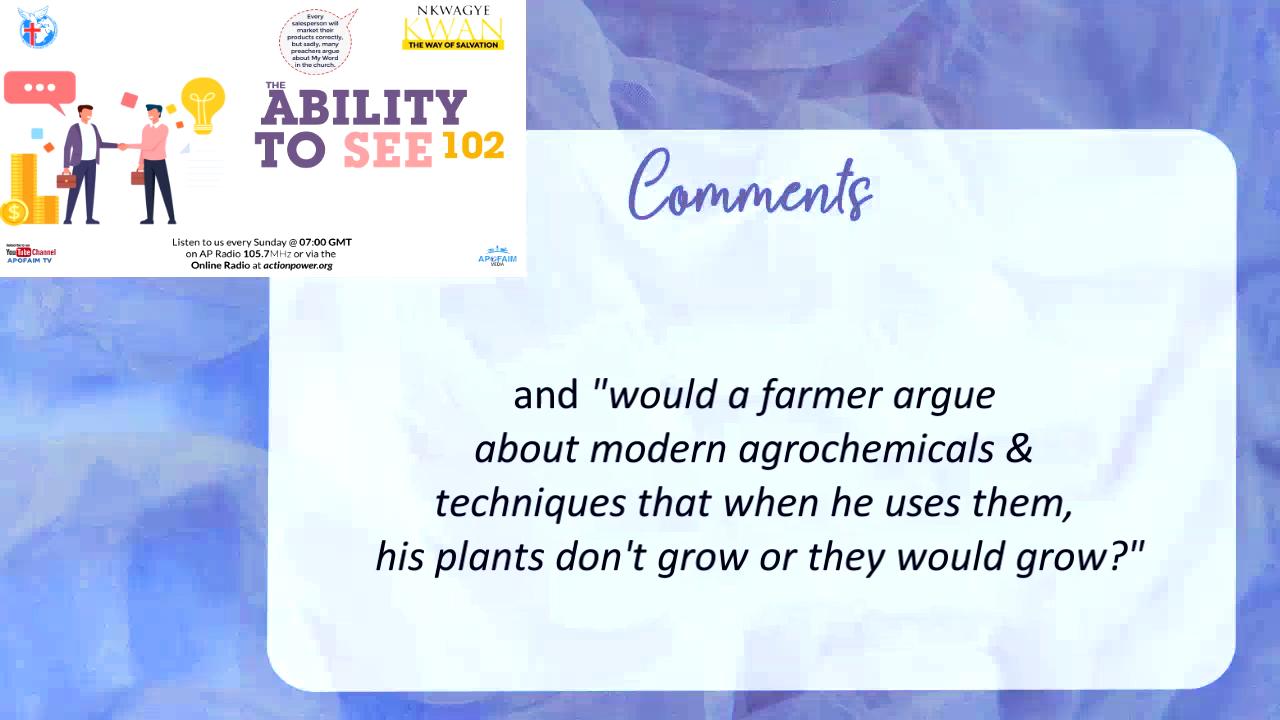 Every
salesperson will
market their
products correctly,
but sadly, many
preachers argue
about My Word
in the church.
NKWAGYE
KWAN
THE WAY OF SALVATION
THE
ABILITY
TO SEE 102
Listen to us every Sunday @ 07:00 GMT
on AP Radio 105.7MHz or via the
Online Radio at actionpower.org
YouTube Channel
APOFAIM TV
APOFAIM
MEDIA
Comments
and "would a farmer argue
about modern agrochemicals &
techniques that when he uses them,
his plants don't grow or they would grow?"